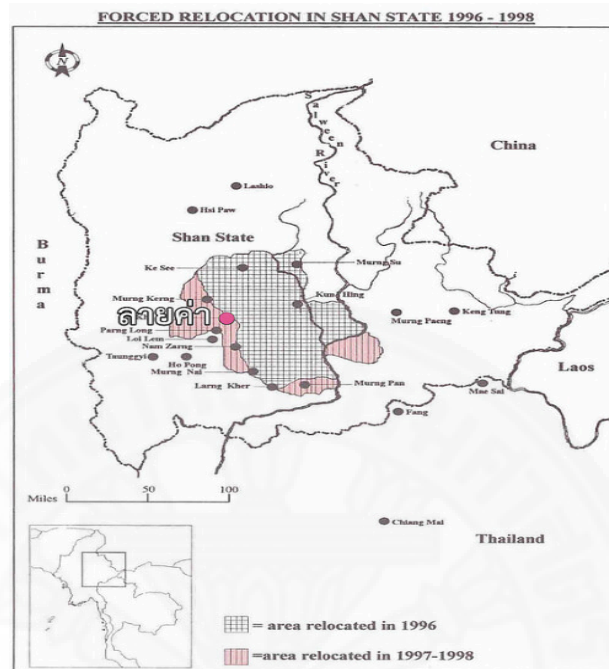 FORCED RELOCATION IN SHAN STATE 1996 - 1998
N
Salween River
China
Lashio
Hsi Paw
Shan State
Burma
Ke See
Murng Su
Murng Kerng
Kun Hing
ลายค่า
Murng Paeng
Keng Tung
Parng Long
Loi Lem
Nam Zarng
Taunggyi
Ho Pong
Murng Nai
Laos
Larng Kher
Murng Pan
Mae Sai
Fang
Miles
0 50 100
Chiang Mai
Thailand
= area relocated in 1996
=area relocated in 1997-1998